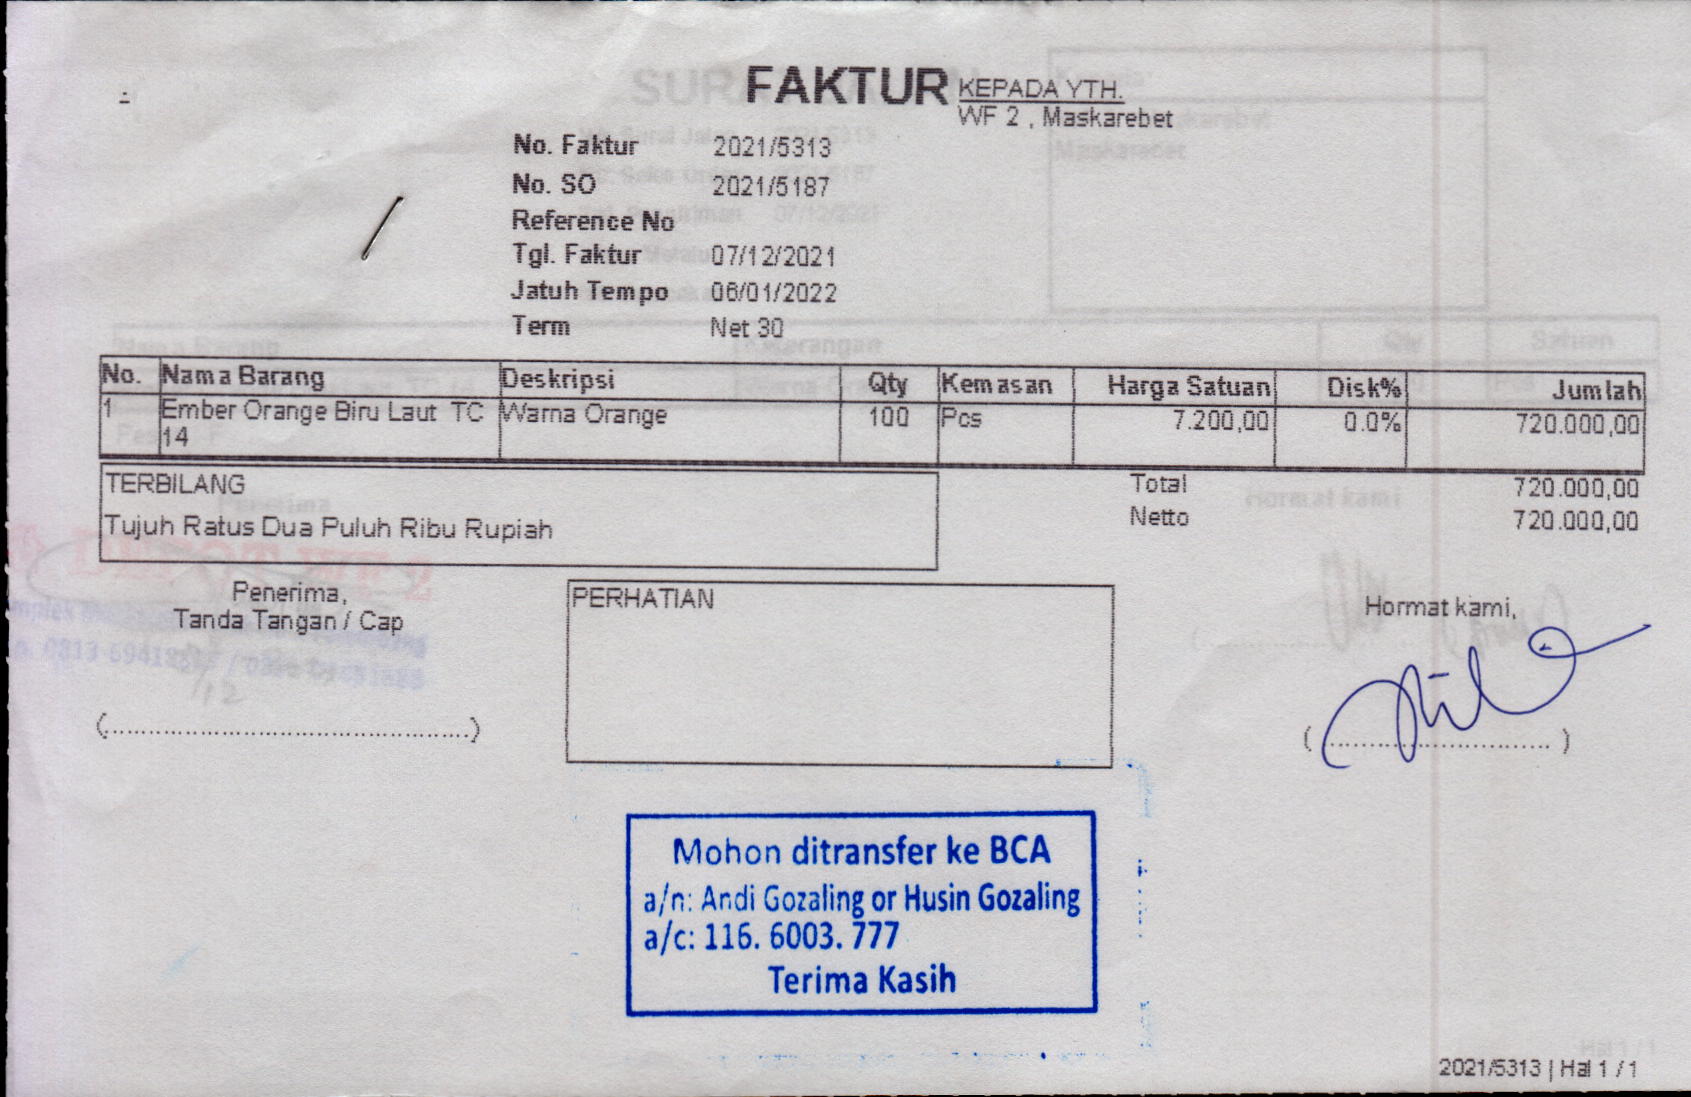 FAKTUR
KEPADA YTH.
WF 2 , Maskarebet
No. Faktur 2021/5313
No. SO 2021/5187
Reference No
Tgl. Faktur 07/12/2021
Jatuh Tempo 06/01/2022
Term Net 30
No. Nama Barang Deskripsi Qty Kemasan Harga Satuan Disk% Jumlah
1 Ember Orange Biru Laut TC Warna Orange 100 Pcs 7.200,00 0.0% 720.000,00
14
TERBILANG
Tujuh Ratus Dua Puluh Ribu Rupiah
Total 720.000,00
Netto 720.000,00
Penerima,
Tanda Tangan / Cap
PERHATIAN
Hormat kami,
(................................................)
(.............................. )
Mohon ditransfer ke BCA
a/n: Andi Gozaling or Husin Gozaling
a/c: 116. 6003. 777
Terima Kasih
2021/5313 | Hal 1 / 1